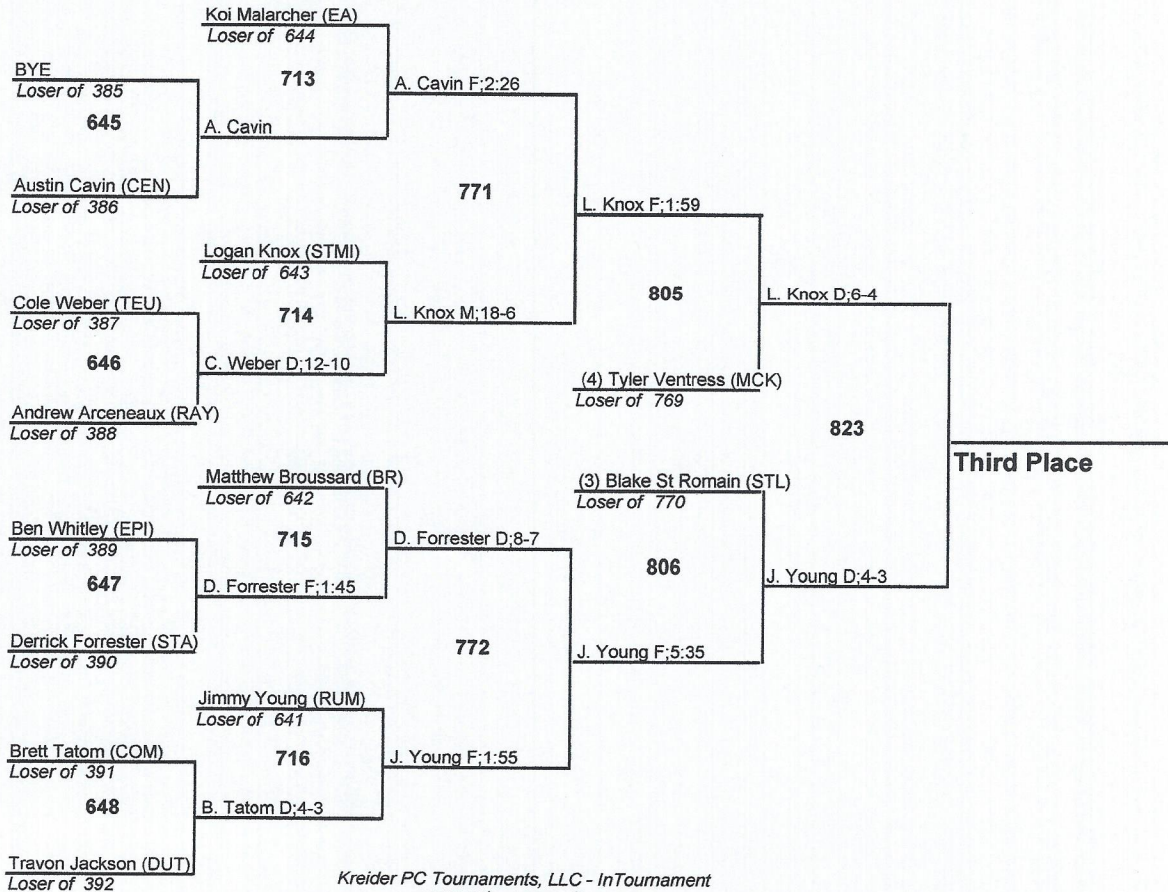 Koi Malarcher (EA)
Loser of 644
BYE
Loser of 385
713
A. Cavin F;2:26
645
A. Cavin
Austin Cavin (CEN)
Loser of 386
771
L. Knox F;1:59
Logan Knox (STMI)
Loser of 643
Cole Weber (TEU)
Loser of 387
714
L. Knox M;18-6
646
C. Weber D;12-10
Andrew Arceneaux (RAY)
Loser of 388
805
L. Knox D;6-4
(4) Tyler Ventress (MCK)
Loser of 769
823
Third Place
Matthew Broussard (BR)
Loser of 642
(3) Blake St Romain (STL)
Loser of 770
Ben Whitley (EPI)
Loser of 389
715
D. Forrester D;8-7
647
D. Forrester F;1:45
806
J. Young D;4-3
Derrick Forrester (STA)
Loser of 390
772
J. Young F;5:35
Jimmy Young (RUM)
Loser of 641
Brett Tatom (COM)
Loser of 391
716
J. Young F;1:55
648
B. Tatom D;4-3
Travon Jackson (DUT)
Loser of 392
Kreider PC Tournaments, LLC - InTournament